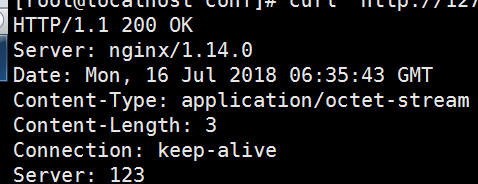 [root@localhost conf]# curl "http://127
HTTP/1.1 200 OK
Server: nginx/1.14.0
Date: Mon, 16 Jul 2018 06:35:43 GMT
Content-Type: application/octet-stream
Content-Length: 3
Connection: keep-alive
Server: 123